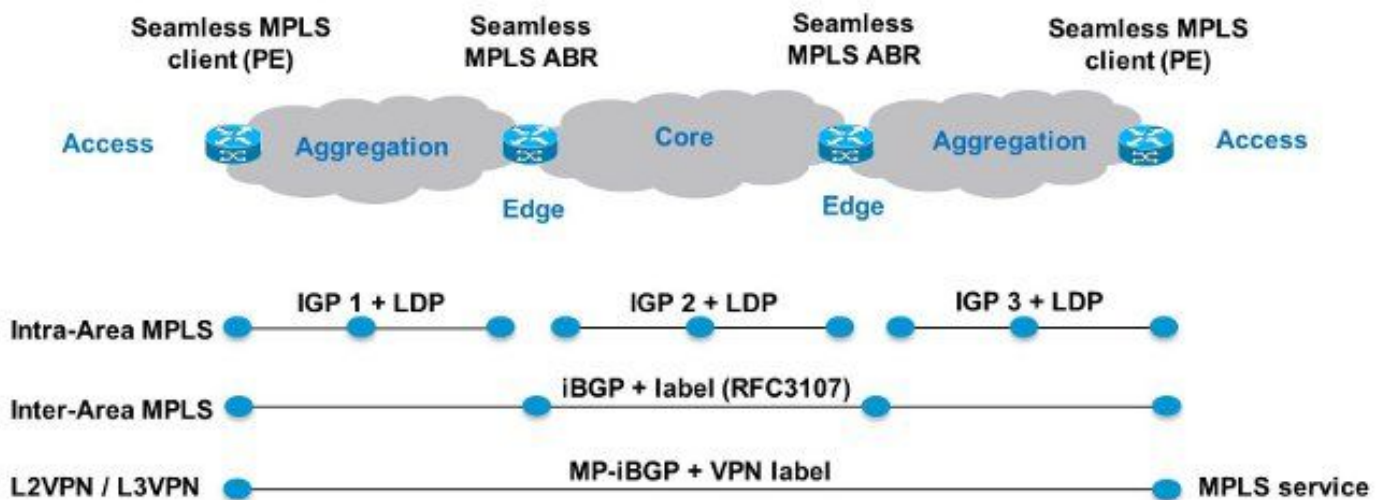 Seamless MPLS
client (PE)
Seamless
MPLS ABR
Seamless
MPLS ABR
Seamless MPLS
client (PE)
Access
Aggregation
Core
Aggregation
Access
Edge
Edge
Intra-Area MPLS
IGP 1 + LDP
IGP 2 + LDP
IGP 3 + LDP
Inter-Area MPLS
iBGP + label (RFC3107)
L2VPN / L3VPN
MP-iBGP + VPN label
MPLS service